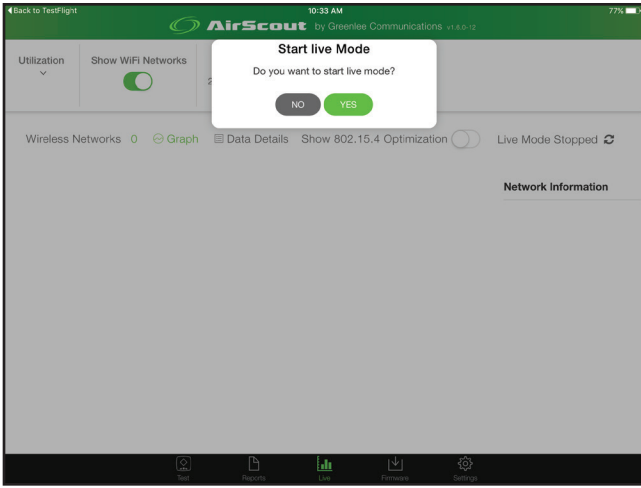 Back to TestFlight 10:33 AM 77%
AirScout by Greenlee Communications v1.6.0-12
Start live Mode
Do you want to start live mode?
NO YES
Utilization Show WiFi Networks
2
Wireless Networks 0 Graph Data Details Show 802.15.4 Optimization Live Mode Stopped
Network Information
Test Reports Live Firmware Settings